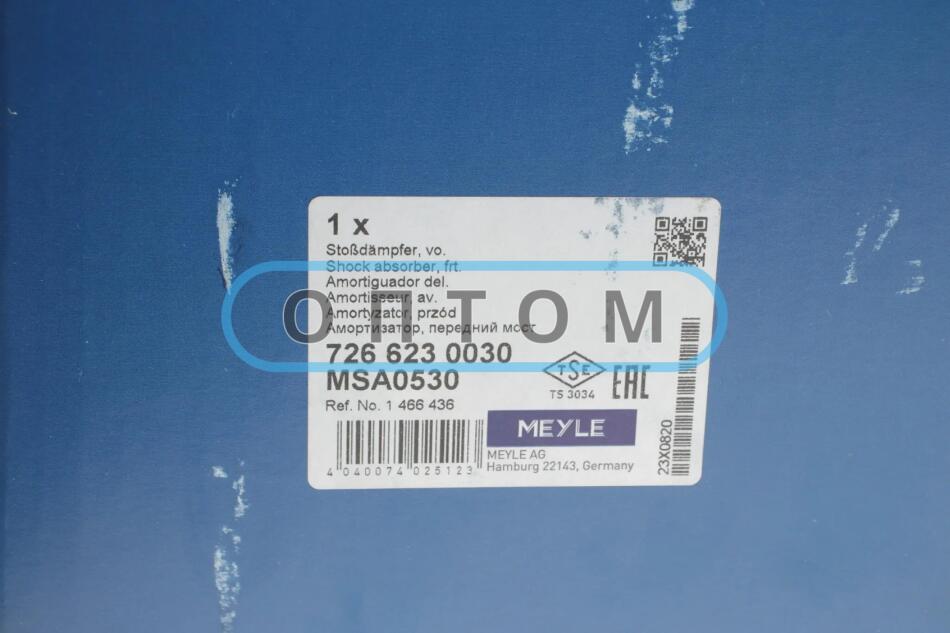 1 x
Stoßdämpfer, vo.
Shock absorber, frt.
Amortiguador del.
Amortisseur, av.
Amortyzator, przód
Амортизатор, передний мост
ОПТОМ
726 623 0030
MSA0530
TSE
TS 3034
EAC
Ref. No. 1 466 436
MEYLE
MEYLE AG
Hamburg 22143, Germany
4 040074 025123
23X0820